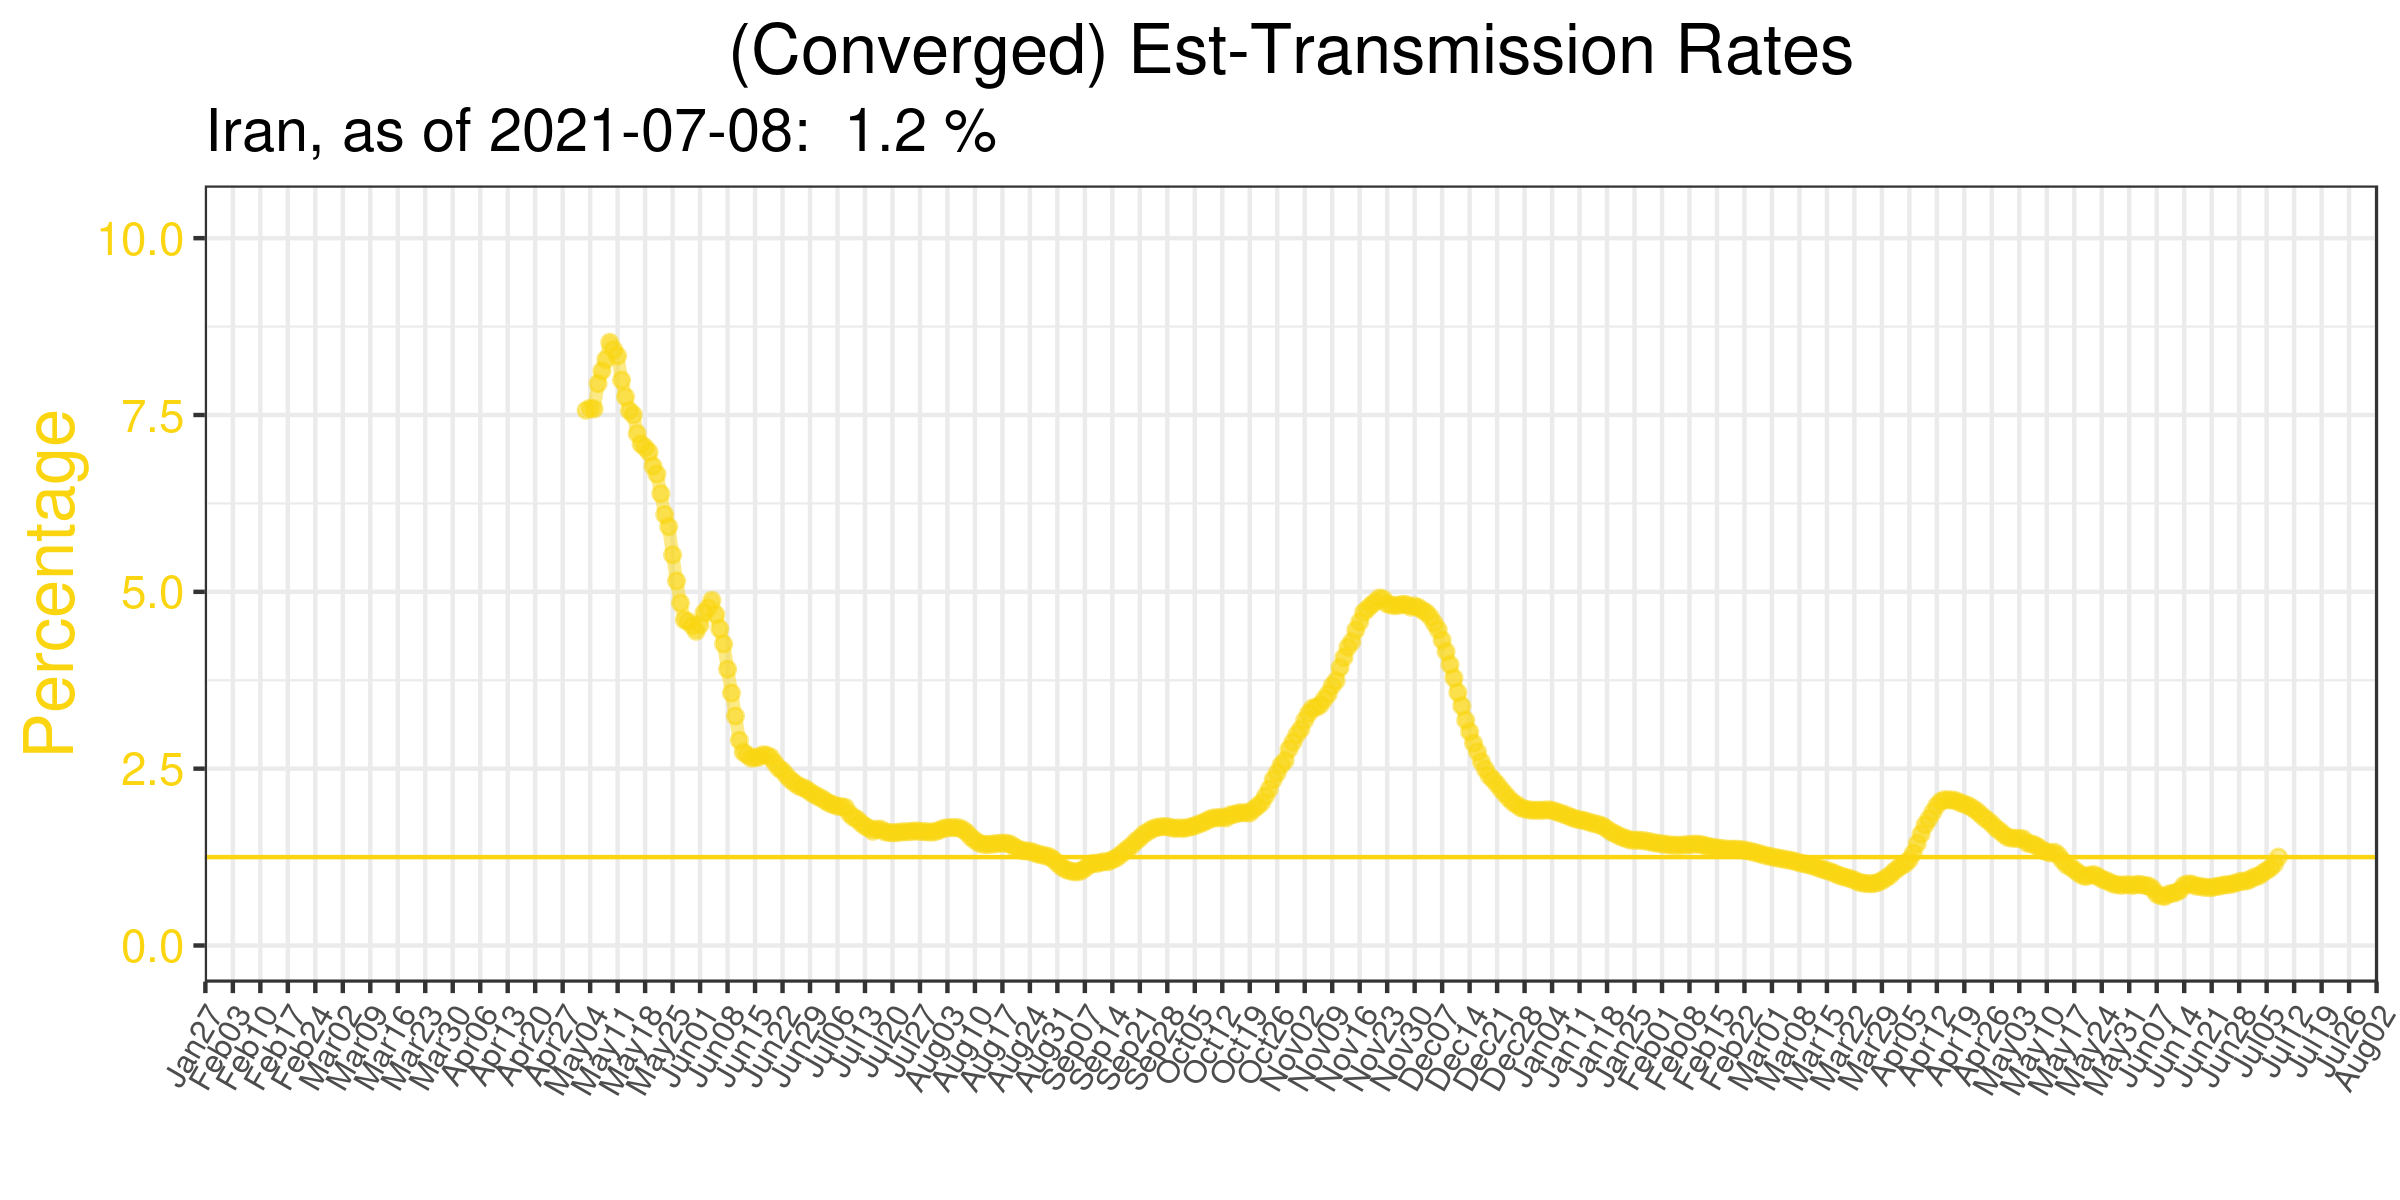 (Converged) Est-Transmission Rates
Iran, as of 2021-07-08:  1.2 %
Percentage
10.0
7.5
5.0
2.5
0.0
Jan27
Feb03
Feb10
Feb17
Feb24
Mar02
Mar09
Mar16
Mar23
Mar30
Apr06
Apr13
Apr20
Apr27
May04
May11
May18
May25
Jun01
Jun08
Jun15
Jun22
Jun29
Jul06
Jul13
Jul20
Jul27
Aug03
Aug10
Aug17
Aug24
Aug31
Sep07
Sep14
Sep21
Sep28
Oct05
Oct12
Oct19
Oct26
Nov02
Nov09
Nov16
Nov23
Nov30
Dec07
Dec14
Dec21
Dec28
Jan04
Jan11
Jan18
Jan25
Feb01
Feb08
Feb15
Feb22
Mar01
Mar08
Mar15
Mar22
Mar29
Apr05
Apr12
Apr19
Apr26
May03
May10
May17
May24
May31
Jun07
Jun14
Jun21
Jun28
Jul05
Jul12
Jul19
Jul26
Aug02